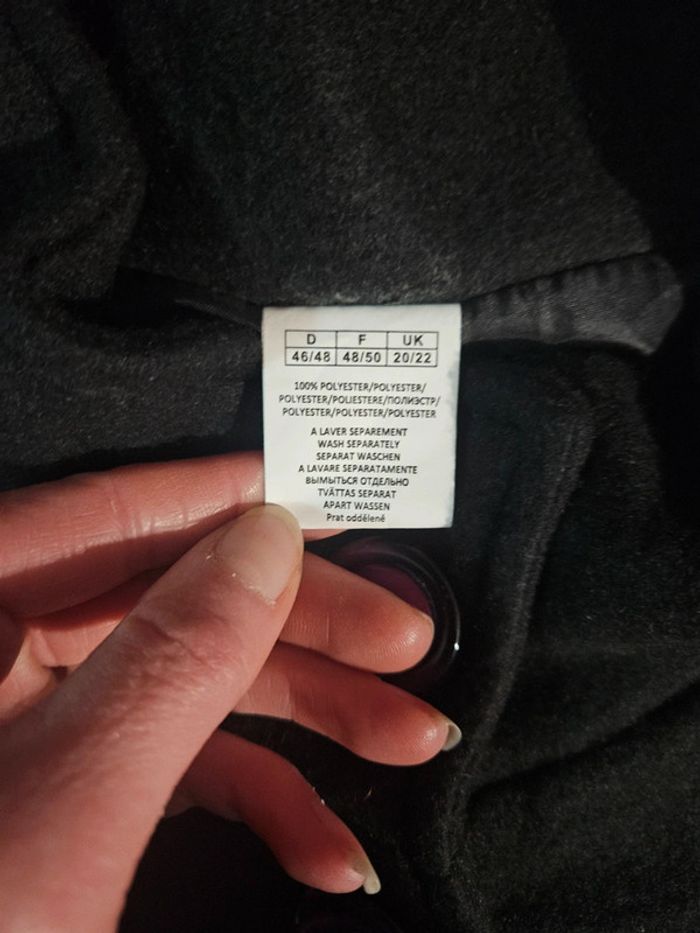 D F UK
46/48 48/50 20/22
100% POLYESTER/POLYESTER/
POLYESTER/POLIESTERE/ПОЛИЭСТР/
POLYESTER/POLYESTER/POLYESTER
A LAVER SEPAREMENT
WASH SEPARATELY
SEPARAT WASCHEN
A LAVARE SEPARATAMENTE
ВЫМЫТЬСЯ ОТДЕЛЬНО
TVÄTTAS SEPARAT
APART WASSEN
Prat oddělené